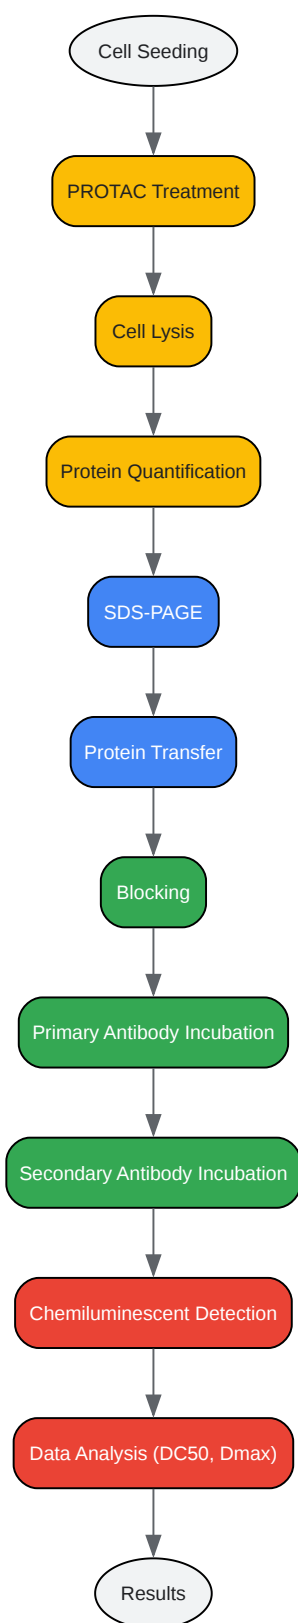 Cell Seeding
PROTAC Treatment
Cell Lysis
Protein Quantification
SDS-PAGE
Protein Transfer
Blocking
Primary Antibody Incubation
Secondary Antibody Incubation
Chemiluminescent Detection
Data Analysis (DC50, Dmax)
Results